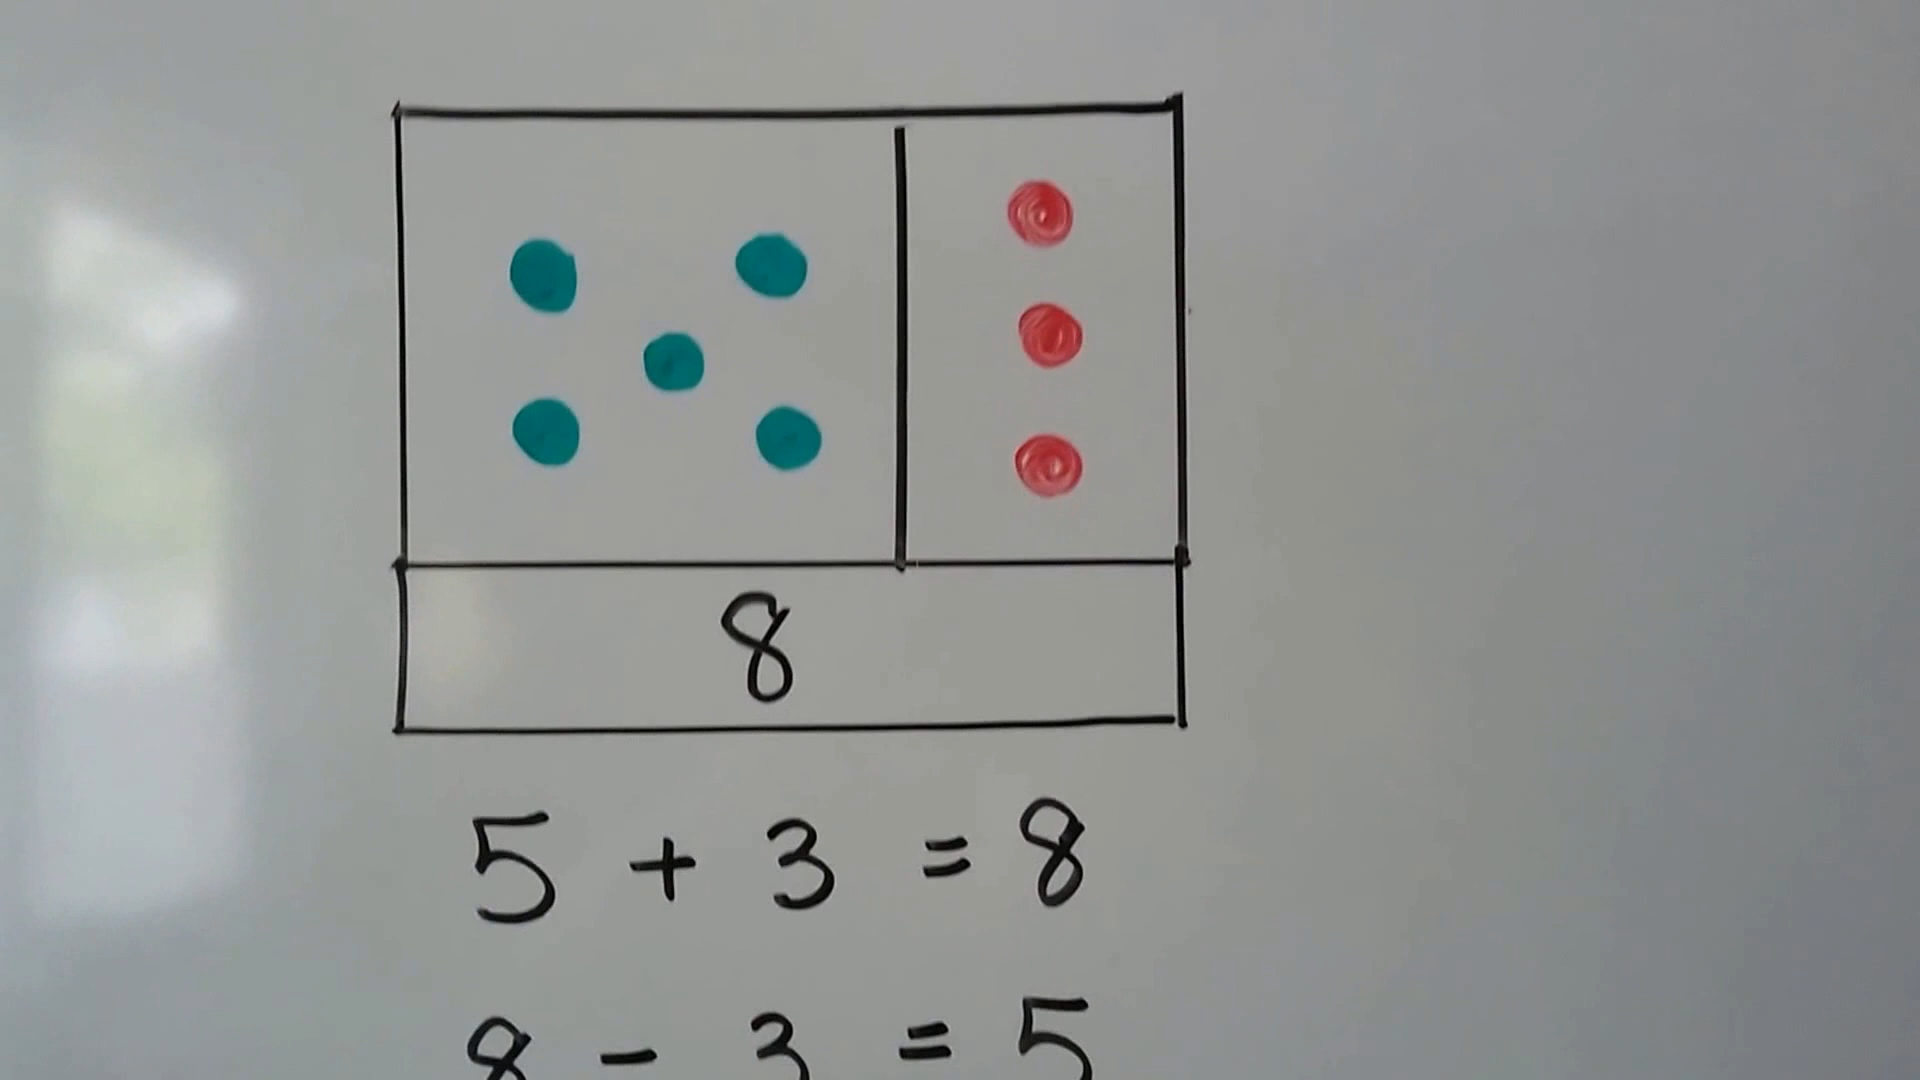 8
5 + 3 = 8
8 - 3 = 5